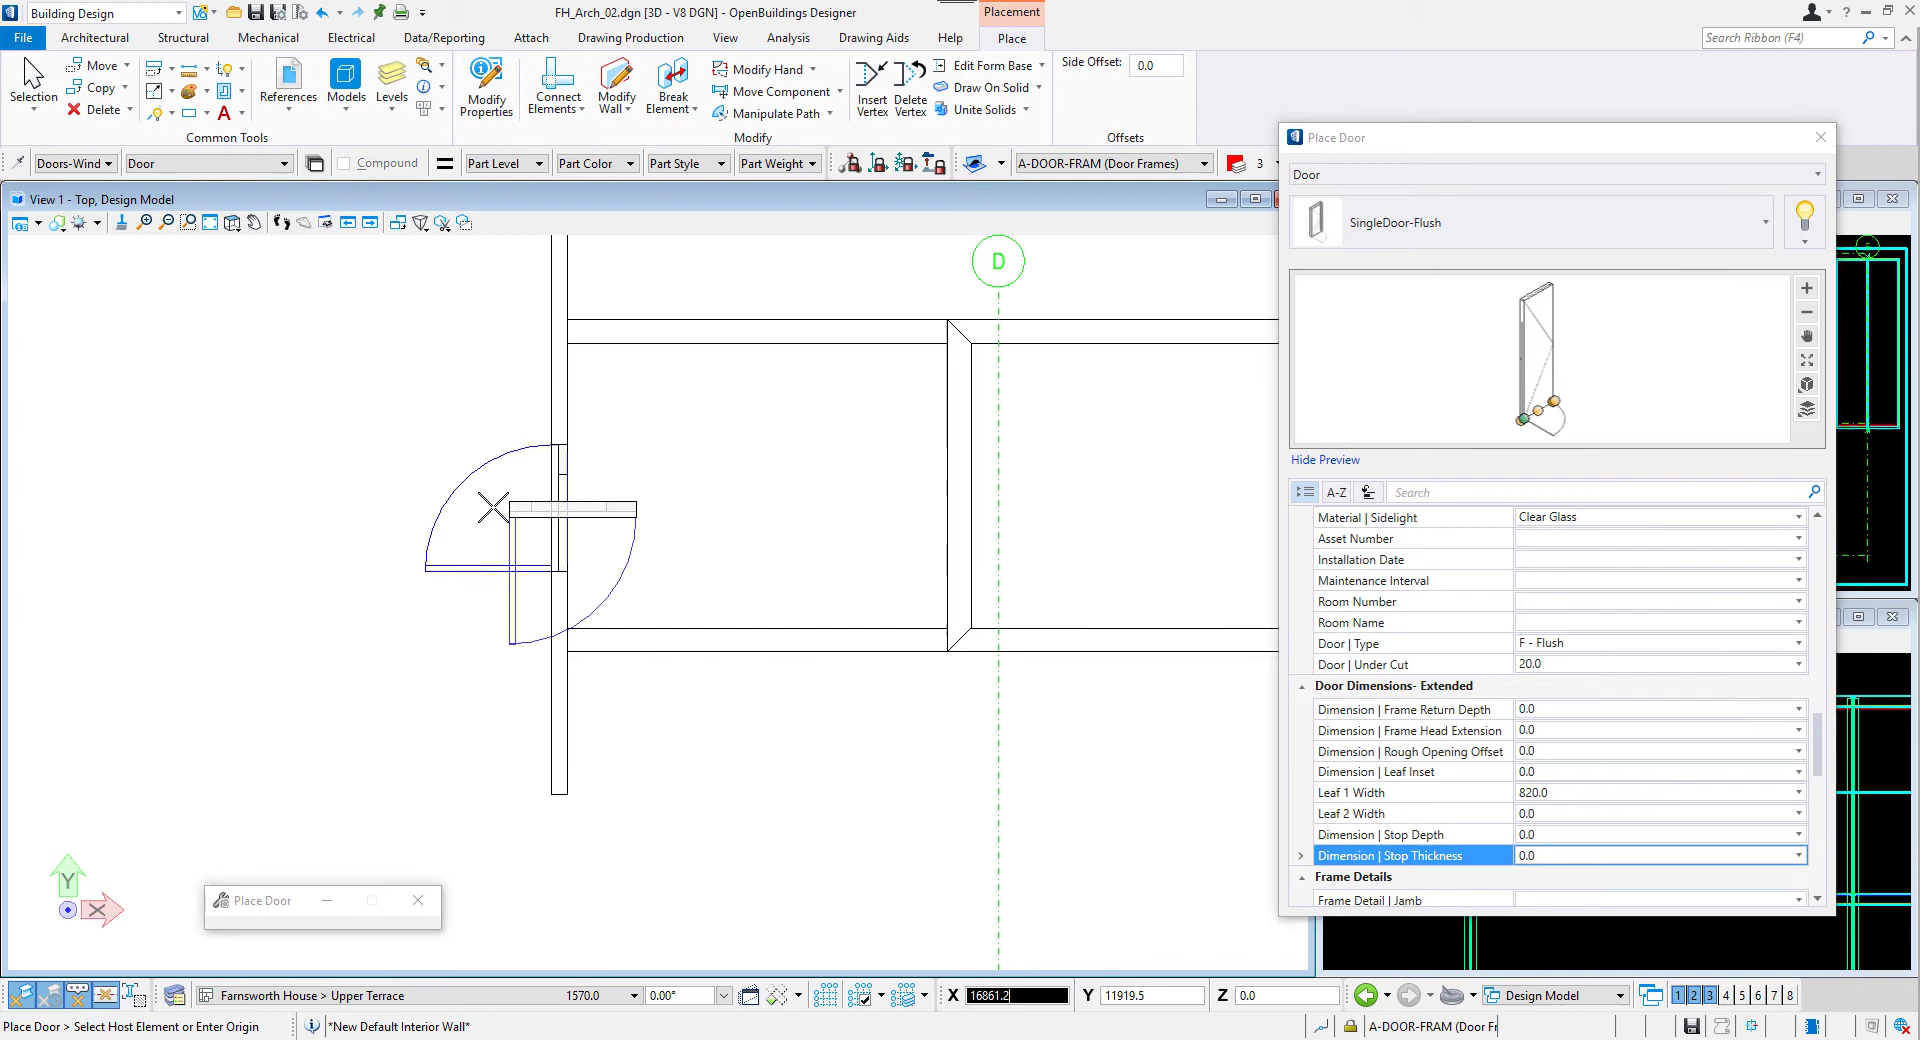 Building Design
FH_Arch_02.dgn [3D - V8 DGN] - OpenBuildings Designer
Placement
File
Architectural
Structural
Mechanical
Electrical
Data/Reporting
Attach
Drawing Production
View
Analysis
Drawing Aids
Help
Place
Search Ribbon (F4)
Selection
Move
Copy
Delete
References
Models
Levels
Common Tools
Modify Properties
Connect Elements
Modify Wall
Break Element
Modify Hand
Move Component
Manipulate Path
Insert Vertex
Delete Vertex
Edit Form Base
Draw On Solid
Unite Solids
Modify
Side Offset: 0.0
Offsets
Doors-Wind
Door
Compound
Part Level
Part Color
Part Style
Part Weight
A-DOOR-FRAM (Door Frames)
3
View 1 - Top, Design Model
D
Y
X
Place Door
Place Door
Door
SingleDoor-Flush
Hide Preview
A-Z
Search
Material | Sidelight Clear Glass
Asset Number
Installation Date
Maintenance Interval
Room Number
Room Name
Door | Type F - Flush
Door | Under Cut 20.0
Door Dimensions- Extended
Dimension | Frame Return Depth 0.0
Dimension | Frame Head Extension 0.0
Dimension | Rough Opening Offset 0.0
Dimension | Leaf Inset 0.0
Leaf 1 Width 820.0
Leaf 2 Width 0.0
Dimension | Stop Depth 0.0
Dimension | Stop Thickness 0.0
Frame Details
Frame Detail | Jamb
Farnsworth House > Upper Terrace 1570.0
0.00°
X 16861.2
Y 11919.5
Z 0.0
Design Model
1 2 3 4 5 6 7 8
Place Door > Select Host Element or Enter Origin
*New Default Interior Wall*
A-DOOR-FRAM (Door Fr